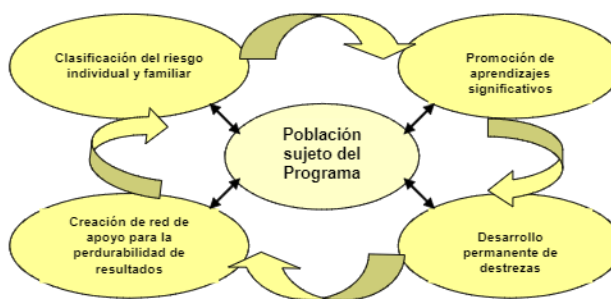 Clasificación del riesgo
individual y familiar
Promoción de
aprendizajes
significativos
Población
sujeto del
Programa
Creación de red de
apoyo para la
perdurabilidad de
resultados
Desarrollo
permanente de
destrezas